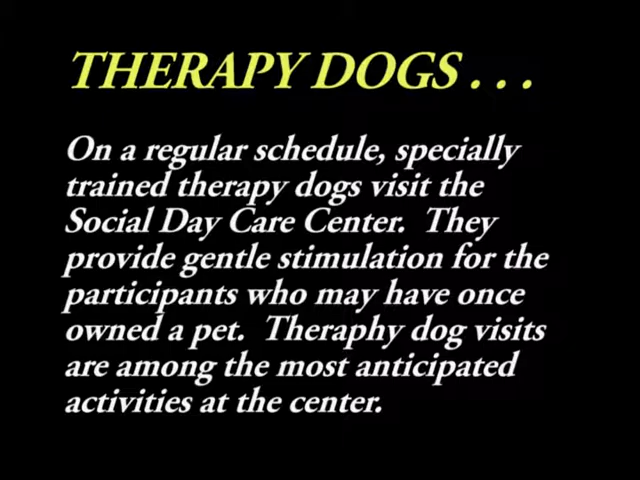 THERAPY DOGS . . .
On a regular schedule, specially
trained therapy dogs visit the
Social Day Care Center.  They
provide gentle stimulation for the
participants who may have once
owned a pet.  Theraphy dog visits
are among the most anticipated
activities at the center.